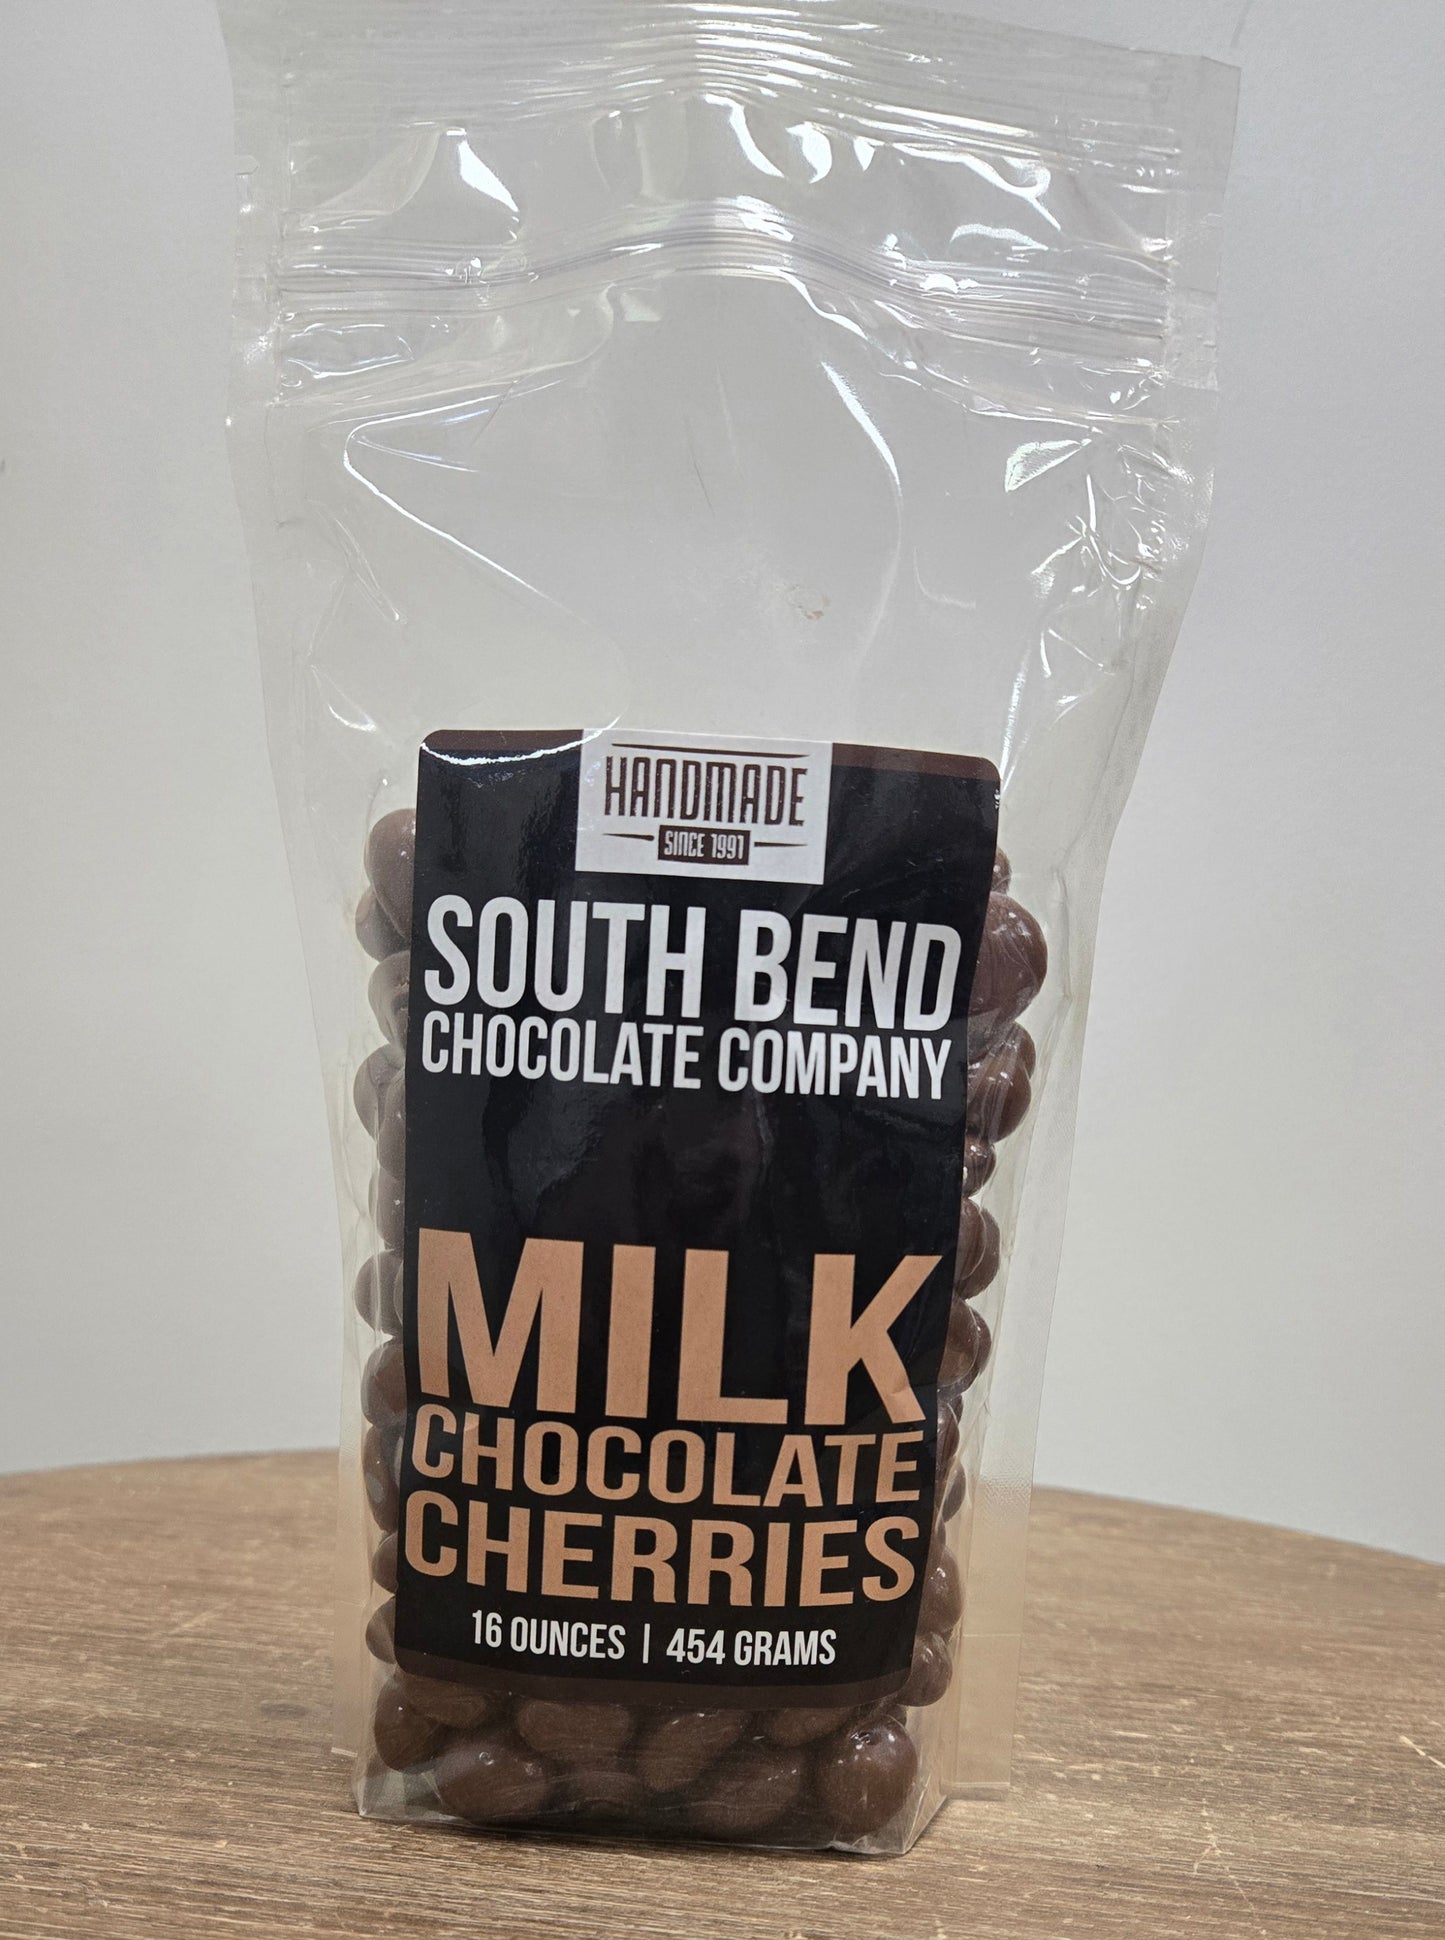 HANDMADE
SINCE 1991
SOUTH BEND
CHOCOLATE COMPANY
MILK
CHOCOLATE
CHERRIES
16 OUNCES | 454 GRAMS